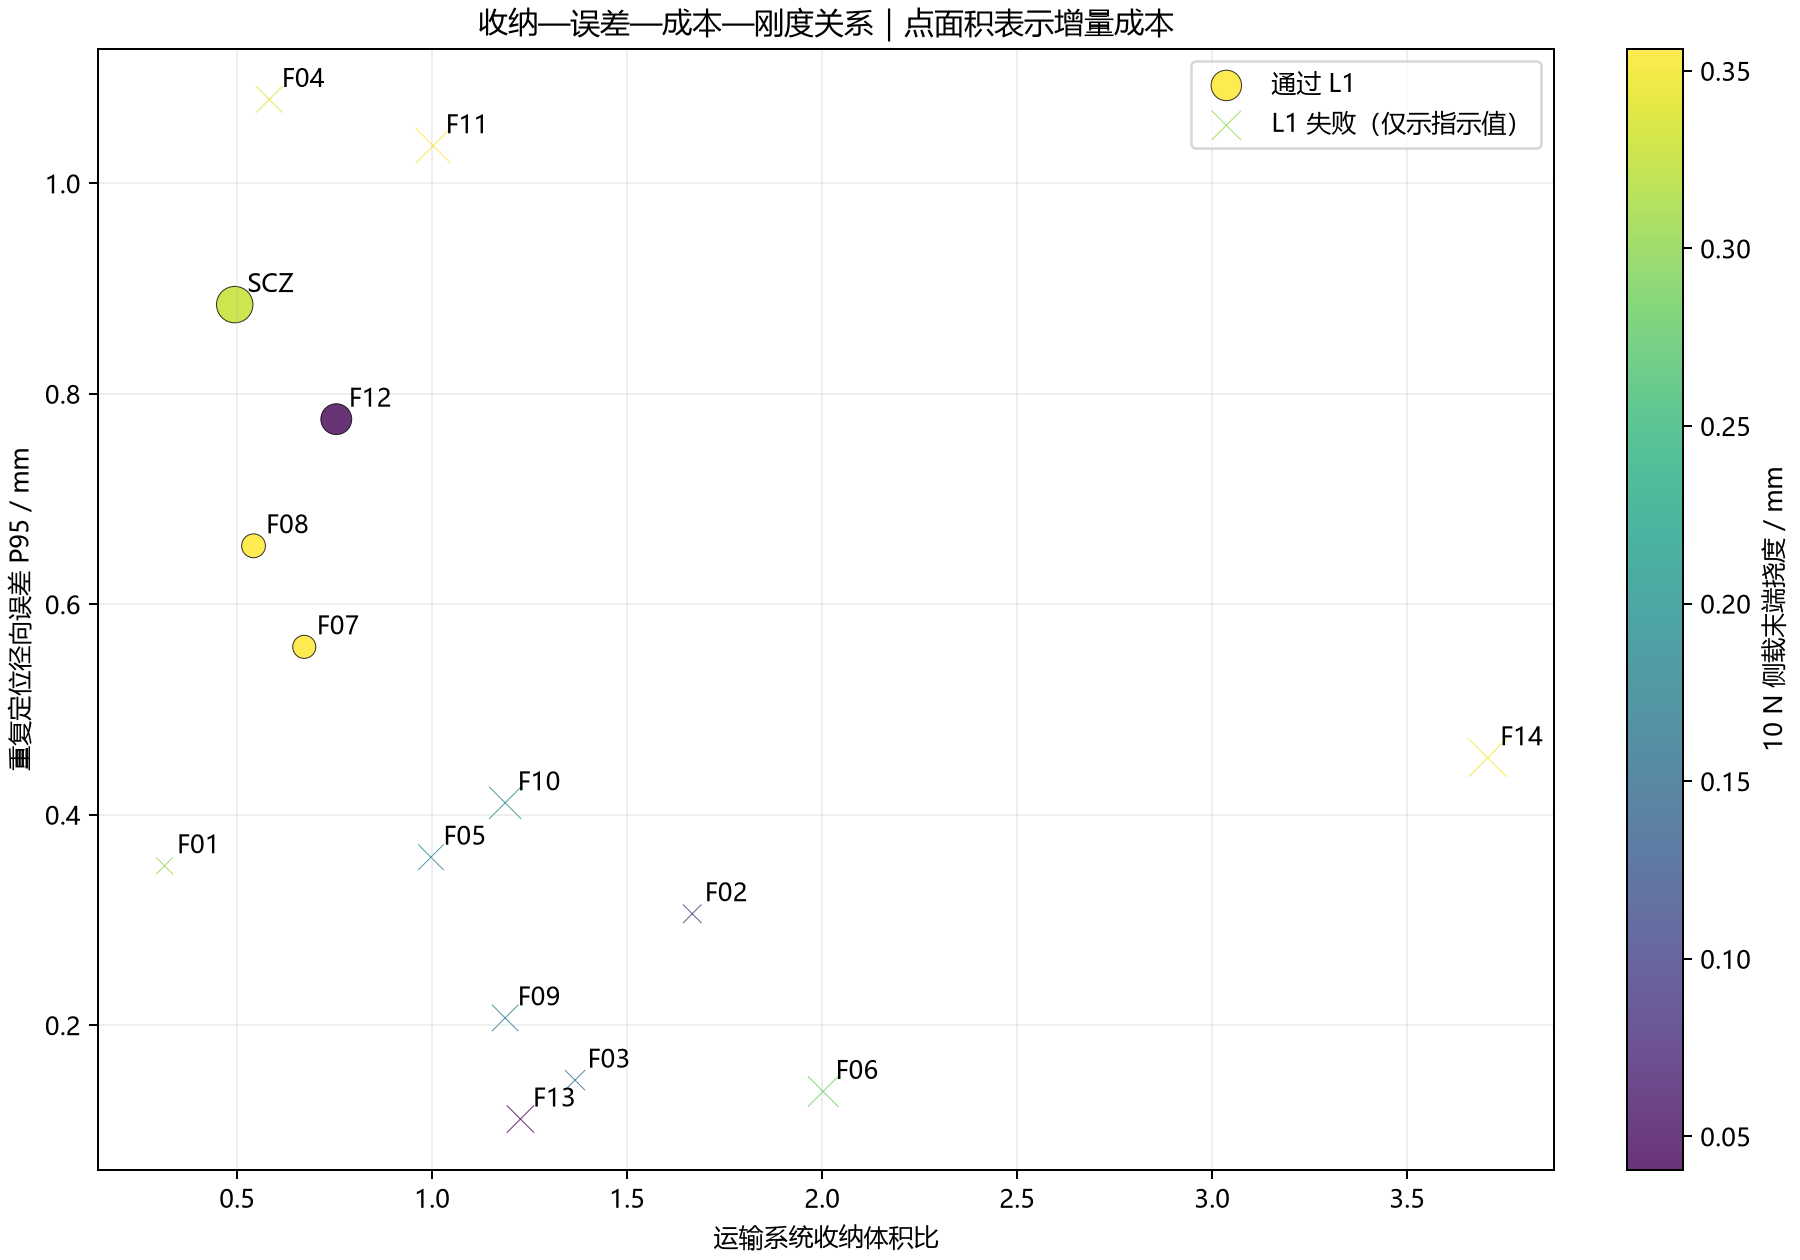 收纳—误差—成本—刚度关系｜点面积表示增量成本
通过 L1
L1 失败（仅示指示值）
F04
F11
SCZ
F12
F08
F07
F14
F10
F05
F01
F02
F09
F03
F13
F06
1.0
0.8
0.6
0.4
0.2
重复定位径向误差 P95 / mm
0.5
1.0
1.5
2.0
2.5
3.0
3.5
运输系统收纳体积比
0.35
0.30
0.25
0.20
0.15
0.10
0.05
10 N 侧载末端挠度 / mm